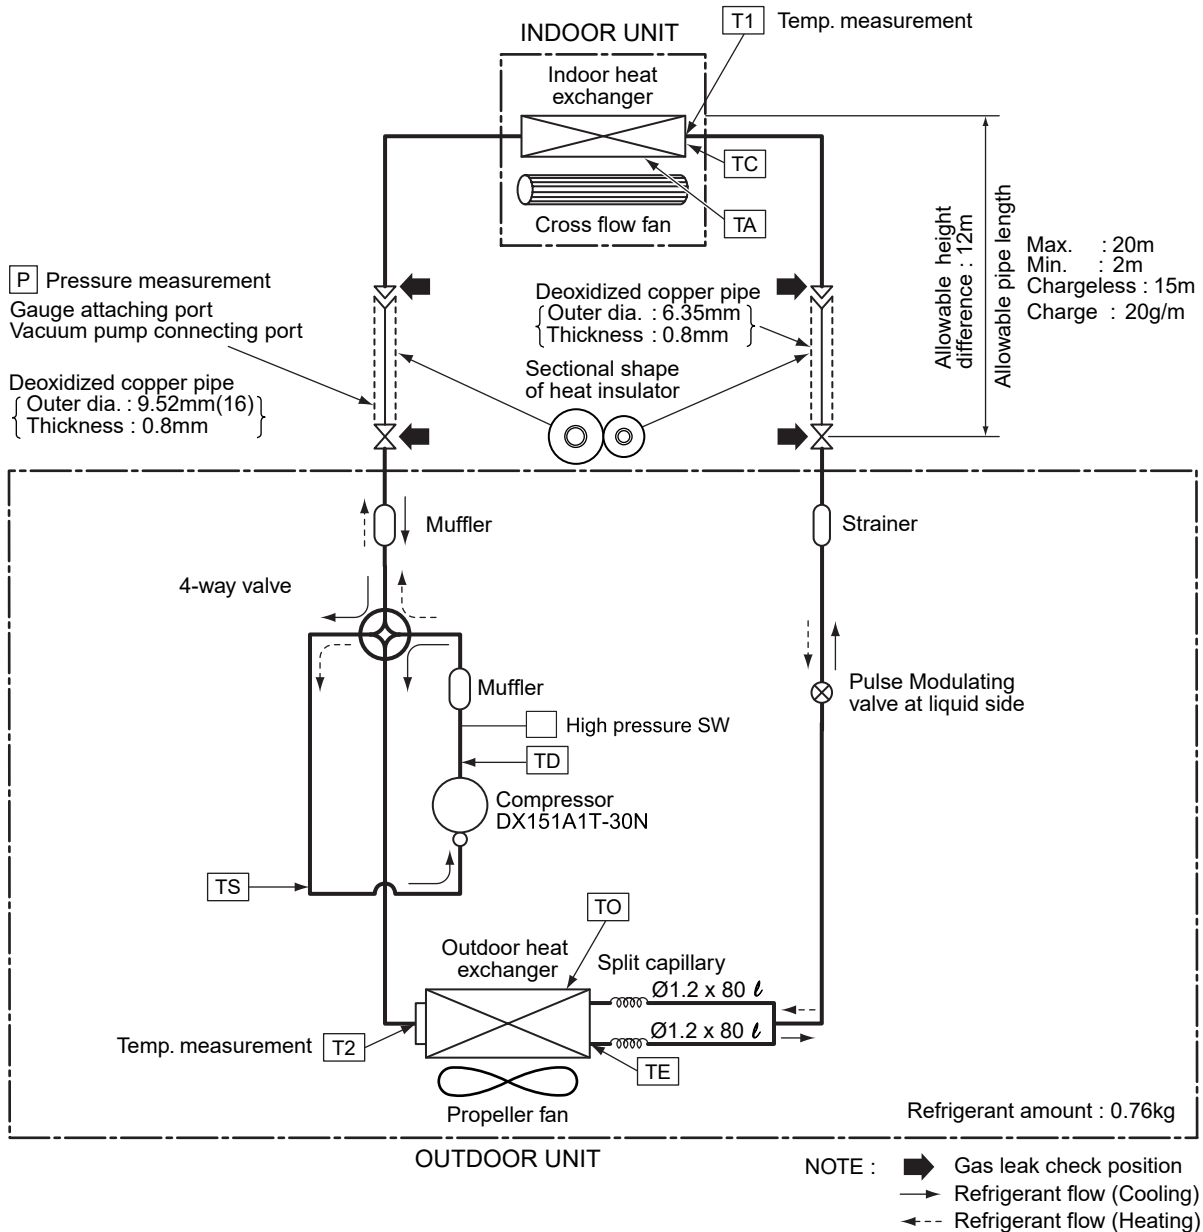 T1 Temp. measurement
INDOOR UNIT
Indoor heat
exchanger
TC
TA
Cross flow fan
Allowable height
difference : 12m
Allowable pipe length
Max. : 20m
Min. : 2m
Chargeless : 15m
Charge : 20g/m
P Pressure measurement
Gauge attaching port
Vacuum pump connecting port
Deoxidized copper pipe
Outer dia. : 9.52mm(16)
Thickness : 0.8mm
Deoxidized copper pipe
Outer dia. : 6.35mm
Thickness : 0.8mm
Sectional shape
of heat insulator
Muffler
Strainer
4-way valve
Muffler
High pressure SW
TD
Compressor
DX151A1T-30N
Pulse Modulating
valve at liquid side
TS
TO
Outdoor heat
exchanger
Split capillary
Ø1.2 x 80 ℓ
Ø1.2 x 80 ℓ
Temp. measurement T2
TE
Propeller fan
Refrigerant amount : 0.76kg
OUTDOOR UNIT
NOTE : Gas leak check position
Refrigerant flow (Cooling)
Refrigerant flow (Heating)